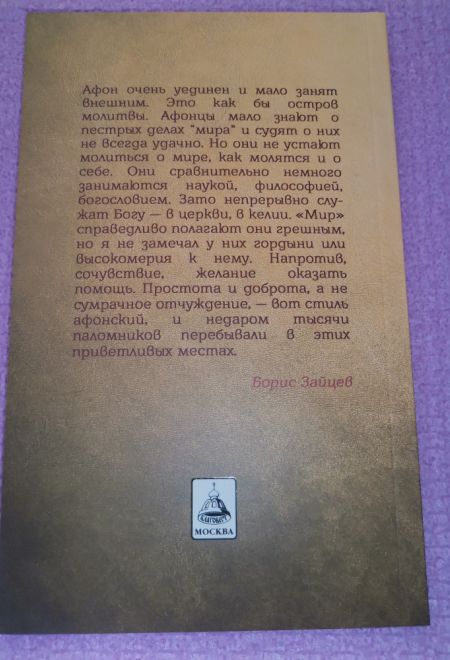 Афон очень уединен и мало занят
внешним. Это как бы остров
молитвы. Афонцы мало знают о
пестрых делах "мира" и судят о них
не всегда удачно. Но они не устают
молиться о мире, как молятся и о
себе. Они сравнительно немного
занимаются наукой, философией,
богословием. Зато непрерывно слу-
жат Богу — в церкви, в келии. «Мир»
справедливо полагают они грешным,
но я не замечал у них гордыни или
высокомерия к нему. Напротив,
сочувствие, желание оказать
помощь. Простота и доброта, а не
сумрачное отчуждение, — вот стиль
афонский, и недаром тысячи
паломников перебывали в этих
приветливых местах.
Борис Зайцев
БЛАГОВЕСТ
МОСКВА